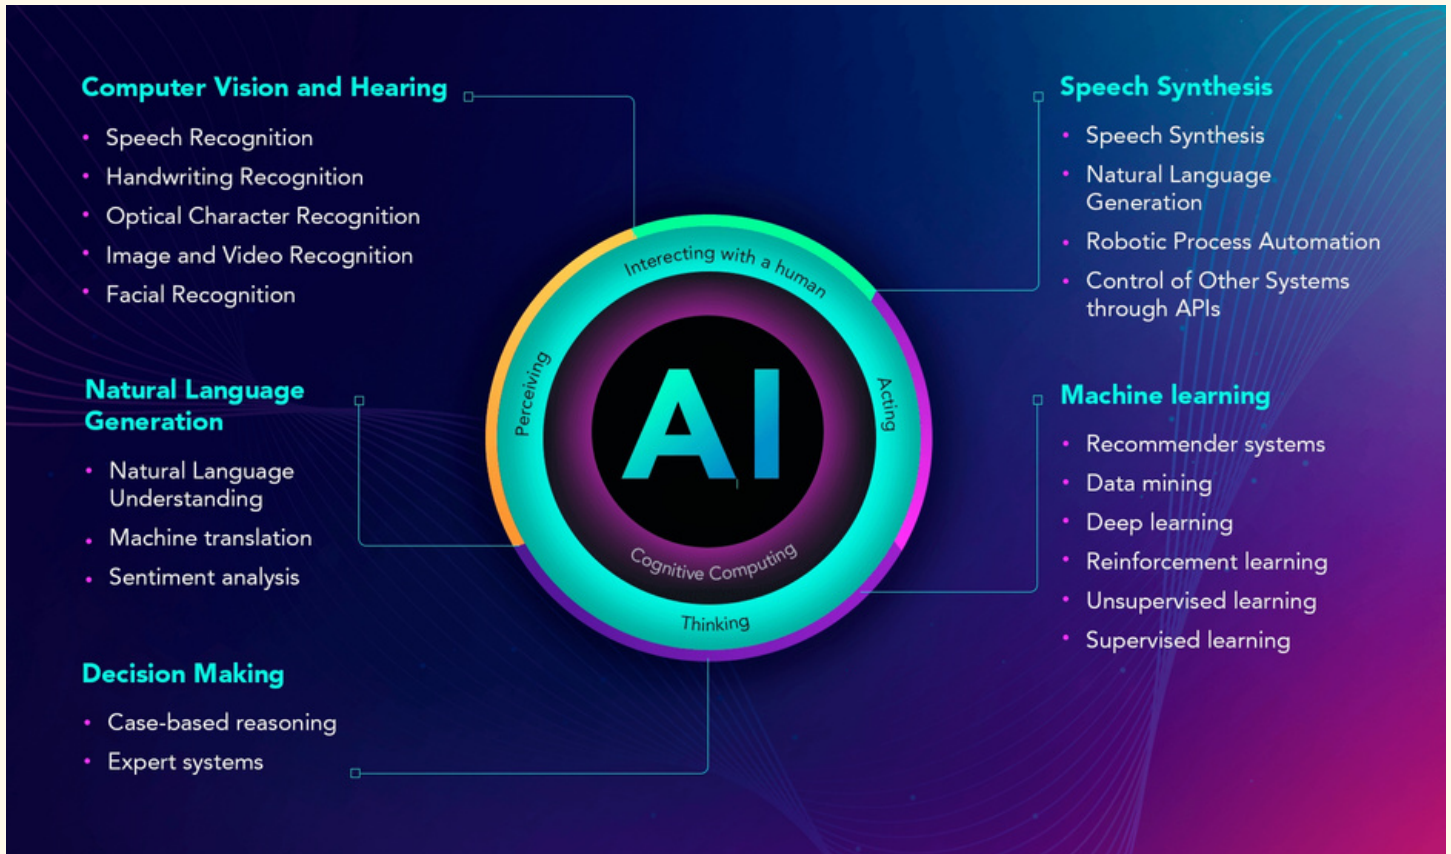 Computer Vision and Hearing
Speech Recognition
Handwriting Recognition
Optical Character Recognition
Image and Video Recognition
Facial Recognition
Natural Language
Generation
Natural Language
Understanding
Machine translation
Sentiment analysis
Decision Making
Case-based reasoning
Expert systems
Interecting with a human
Perceiving
Acting
AI
Cognitive Computing
Thinking
Speech Synthesis
Speech Synthesis
Natural Language
Generation
Robotic Process Automation
Control of Other Systems
through APIs
Machine learning
Recommender systems
Data mining
Deep learning
Reinforcement learning
Unsupervised learning
Supervised learning